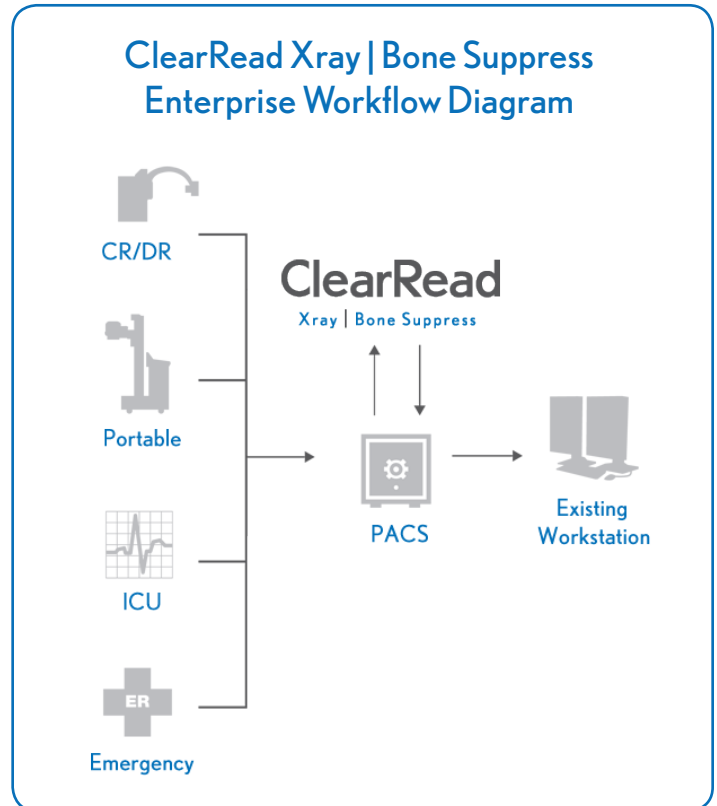 ClearRead Xray | Bone Suppress
Enterprise Workflow Diagram
CR/DR
ClearRead
Xray | Bone Suppress
Portable
PACS
Existing
Workstation
ICU
ER
Emergency